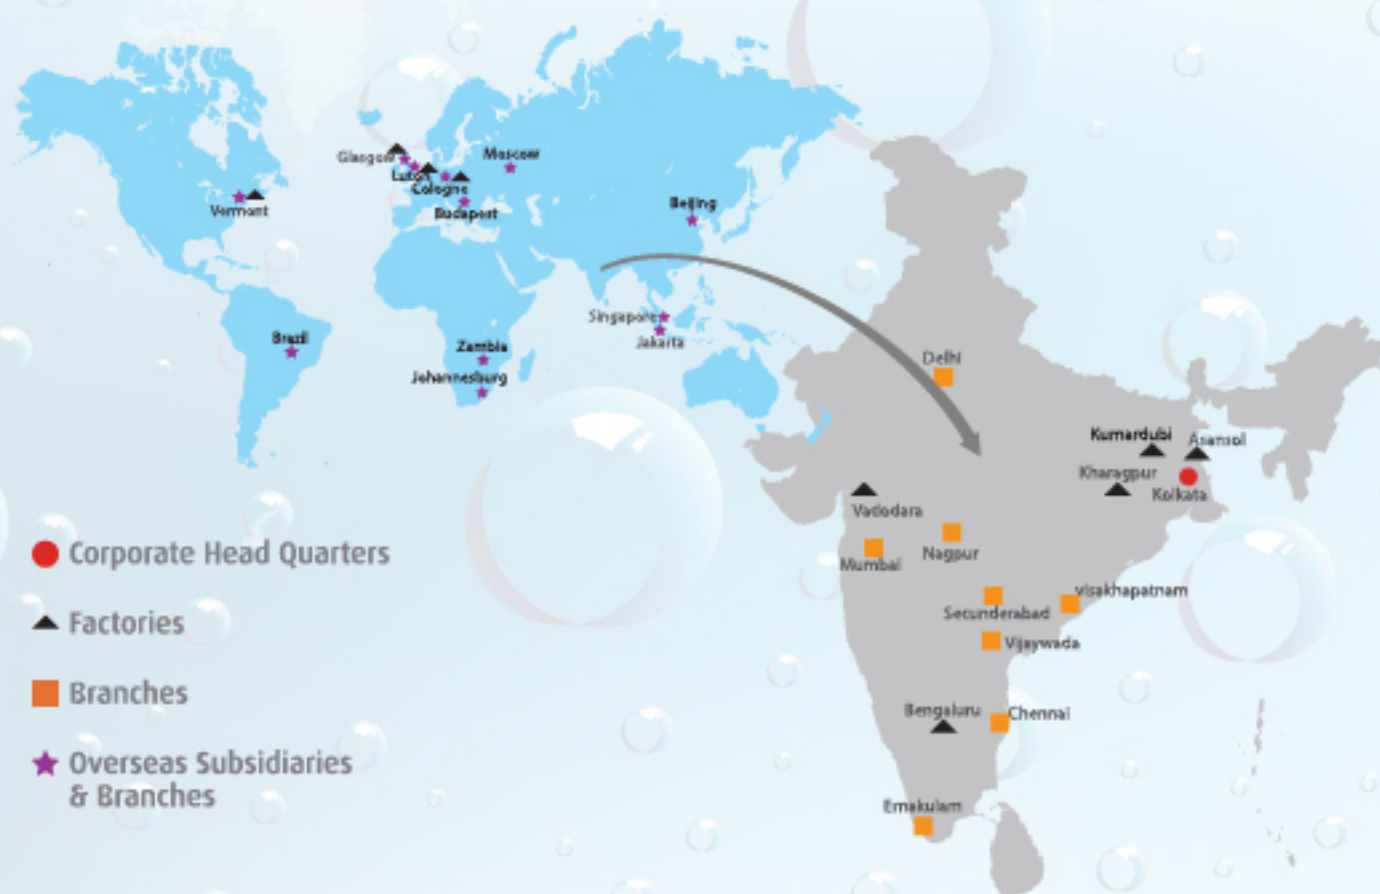 Glasgow
Luton
Cologne
Moscow
Budapest
Vermont
Beijing
Brazil
Zambia
Johannesburg
Singapore
Jakarta
Delhi
Kumardubi
Asansol
Kharagpur
Kolkata
Vadodara
Mumbai
Nagpur
Secunderabad
visakhapatnam
Vijaywada
Bengaluru
Chennai
Ernakulam
Corporate Head Quarters
Factories
Branches
Overseas Subsidiaries
& Branches